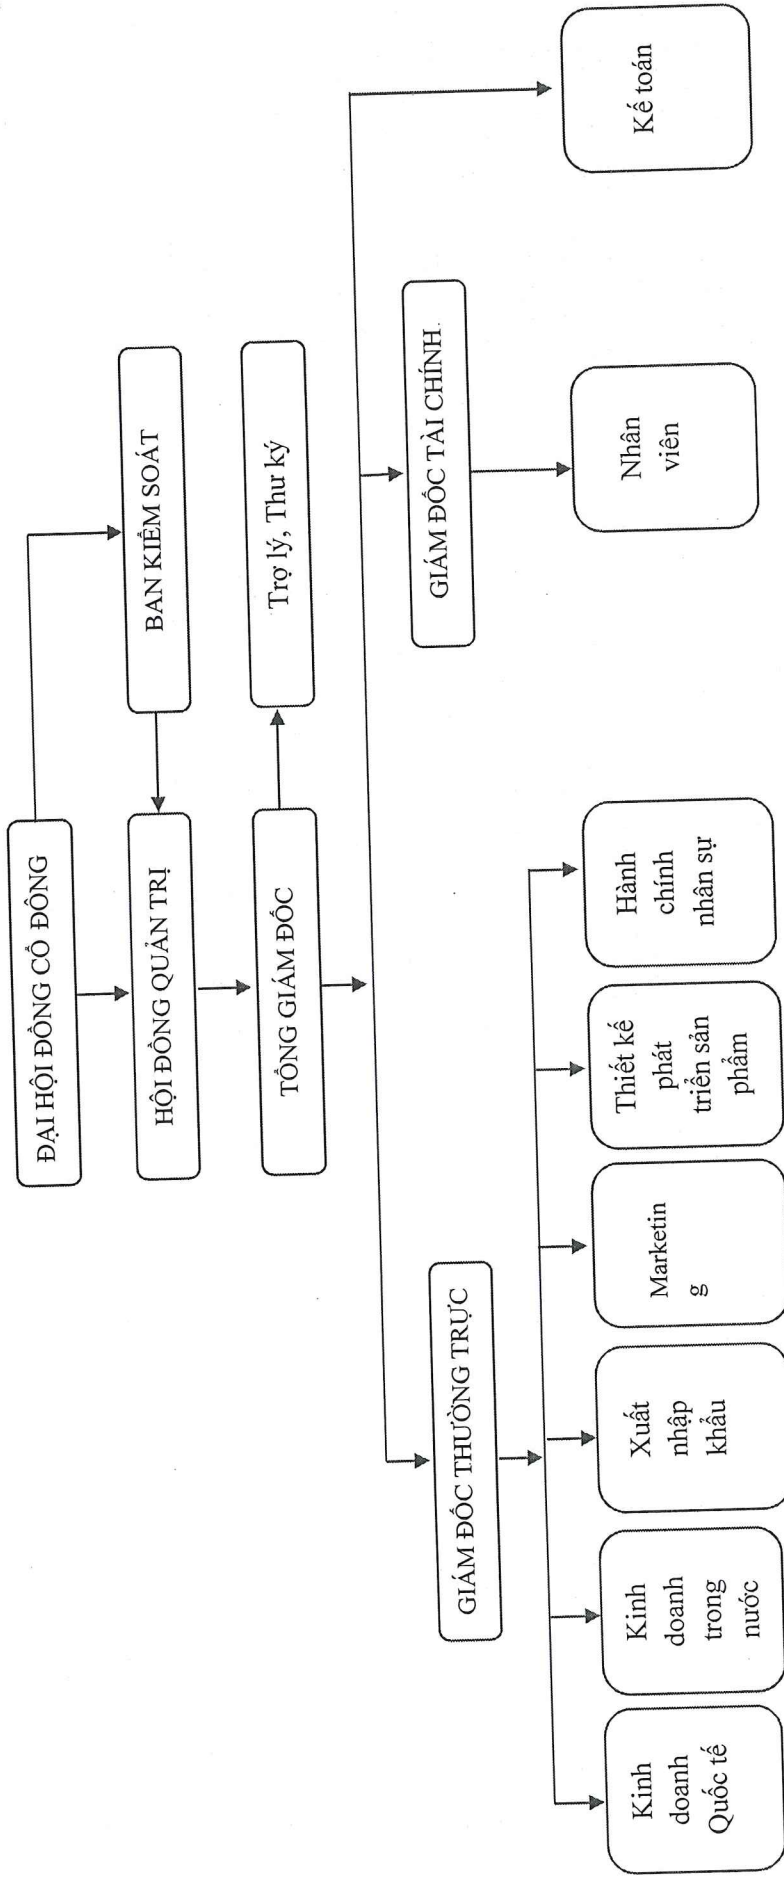 ĐẠI HỘI ĐỒNG CỔ ĐÔNG
BAN KIỂM SOÁT
HỘI ĐỒNG QUẢN TRỊ
TỔNG GIÁM ĐỐC
Trợ lý, Thư ký
GIÁM ĐỐC THƯỜNG TRỰC
GIÁM ĐỐC TÀI CHÍNH
Kinh
doanh
Quốc tế
Kinh
doanh
trong
nước
Xuất
nhập
khẩu
Marketin
g
Thiết kế
phát
triển sản
phẩm
Hành
chính
nhân sự
Nhân
viên
Kế toán